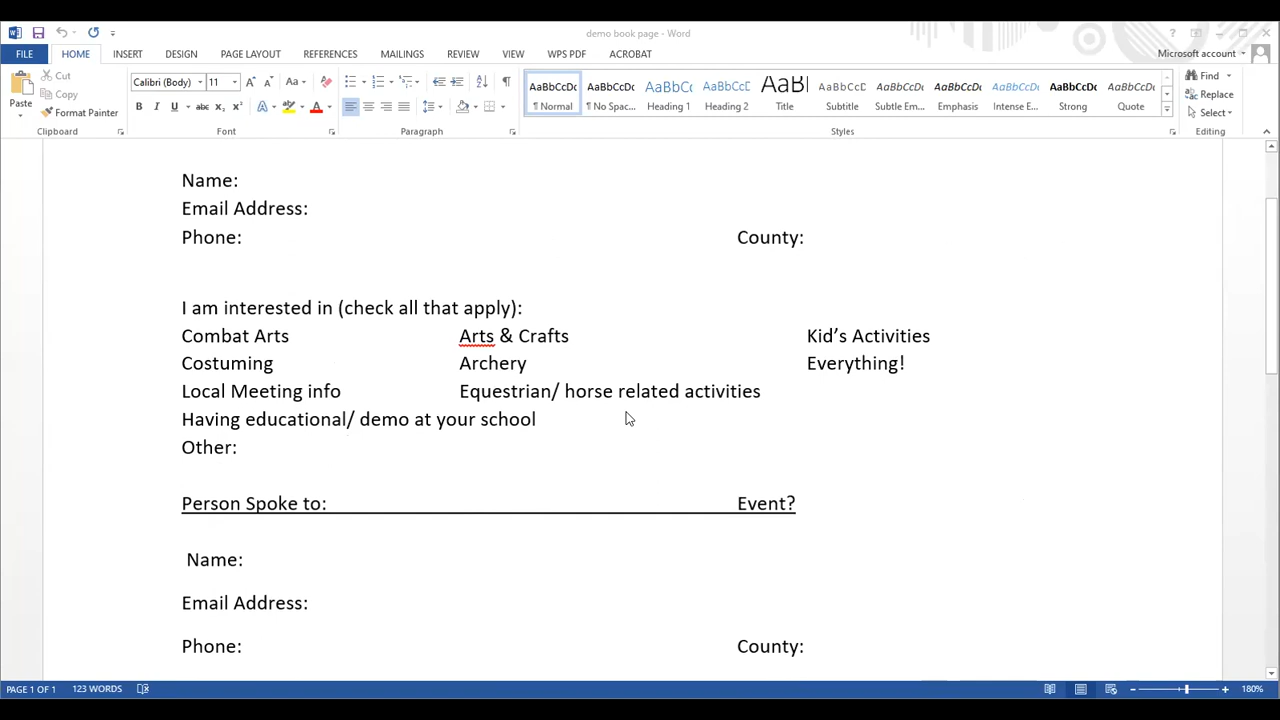 demo book page - Word
FILE HOME INSERT DESIGN PAGE LAYOUT REFERENCES MAILINGS REVIEW VIEW WPS PDF ACROBAT Microsoft account
Paste Cut Copy Format Painter
Calibri (Body) 11
AaBbCcDc AaBbCcDc AaBbCc AaBbCcD AaBl AaBbCcD AaBbCcDc AaBbCcDc AaBbCcDc AaBbCcDc AaBbCcDc
¶ Normal ¶ No Spac... Heading 1 Heading 2 Title Subtitle Subtle Em... Emphasis Intense E... Strong Quote
Find Replace Select
Clipboard Font Paragraph Styles Editing
Name:
Email Address:
Phone: County:
I am interested in (check all that apply):
Combat Arts Arts & Crafts Kid’s Activities
Costuming Archery Everything!
Local Meeting info Equestrian/ horse related activities
Having educational/ demo at your school
Other:
Person Spoke to: Event?
Name:
Email Address:
Phone: County:
PAGE 1 OF 1 123 WORDS 180%